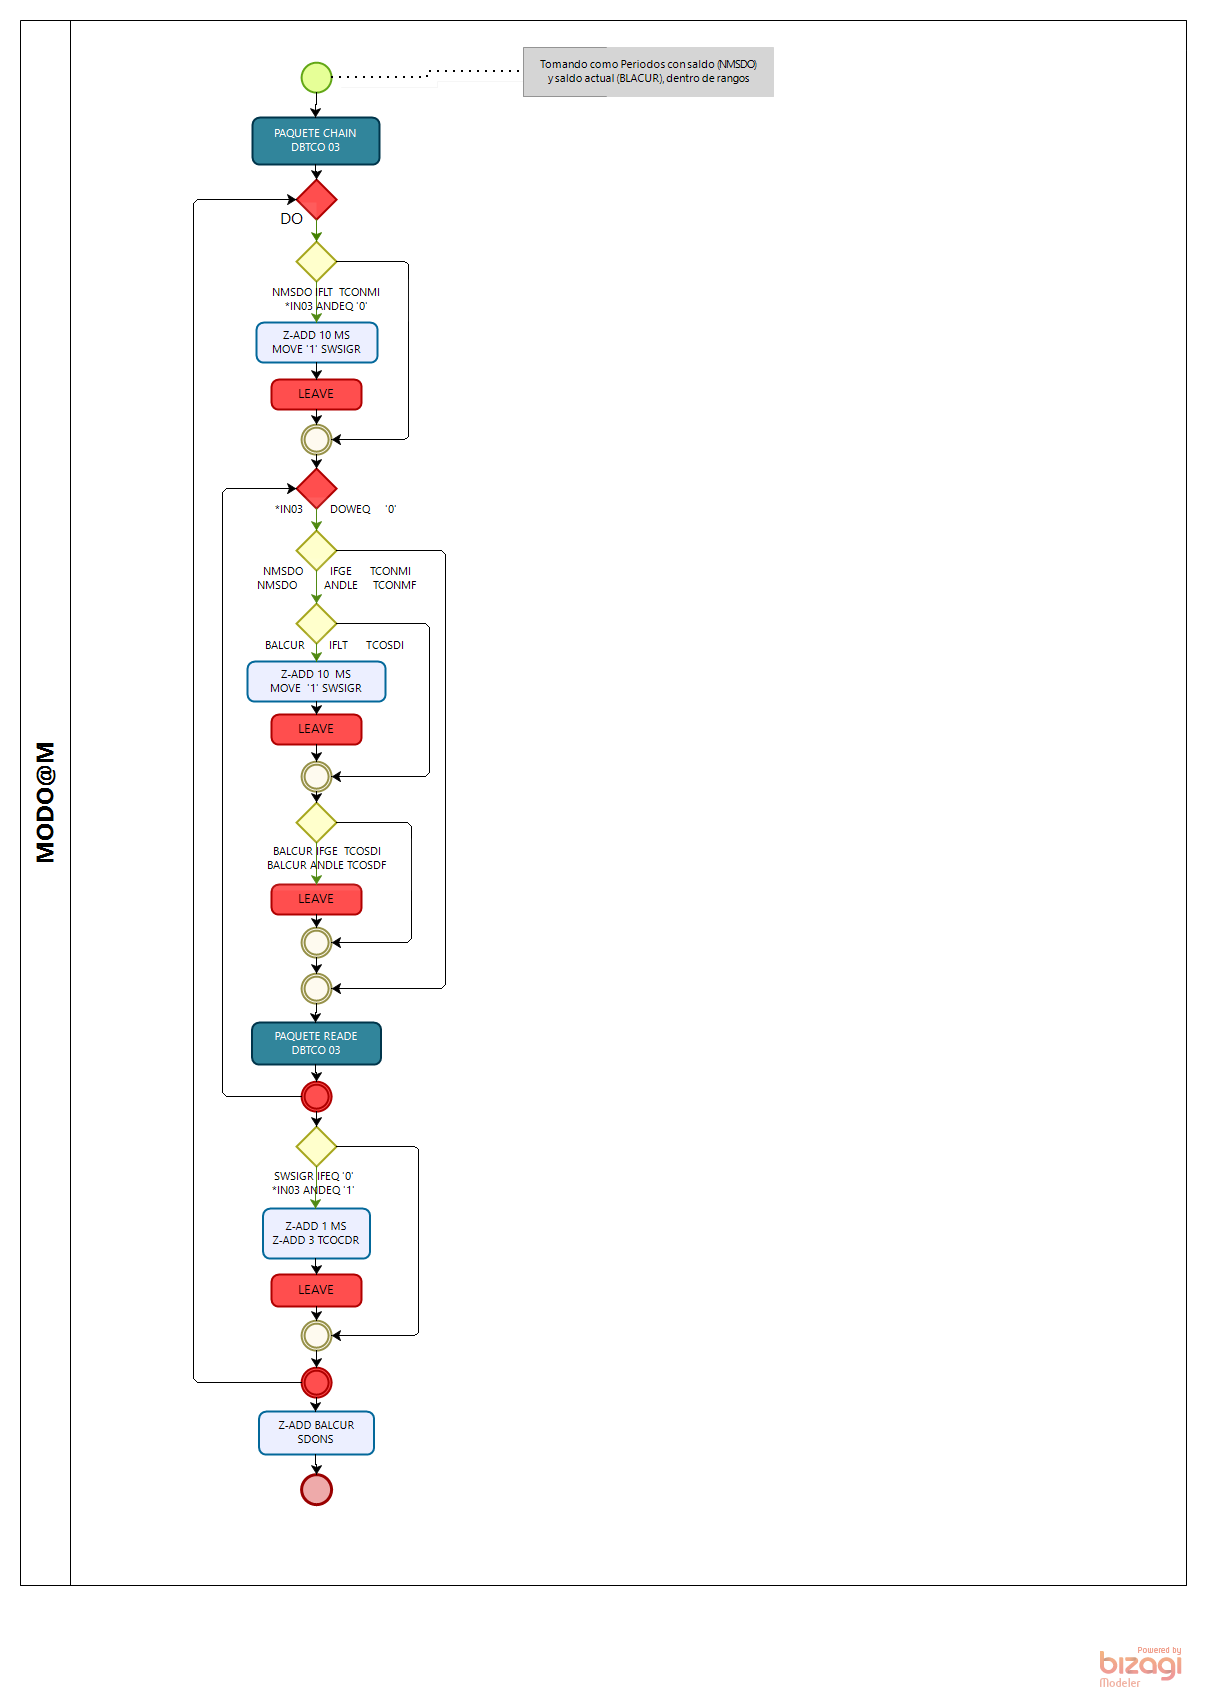 MODO@M
Tomando como Periodos con saldo (NMSDO)
y saldo actual (BLACUR), dentro de rangos
PAQUETE CHAIN
DBTCO 03
DO
NMSDO IFLT TCONMI
*IN03 ANDEQ '0'
Z-ADD 10 MS
MOVE '1' SWSIGR
LEAVE
*IN03 DOWEQ '0'
NMSDO IFGE TCONMI
NMSDO ANDLE TCONMF
BALCUR IFLT TCOSDI
Z-ADD 10 MS
MOVE '1' SWSIGR
LEAVE
BALCUR IFGE TCOSDI
BALCUR ANDLE TCOSDF
LEAVE
PAQUETE READE
DBTCO 03
SWSIGR IFEQ '0'
*IN03 ANDEQ '1'
Z-ADD 1 MS
Z-ADD 3 TCOCDR
LEAVE
Z-ADD BALCUR
SDONS
Powered by
bizagi
Modeler